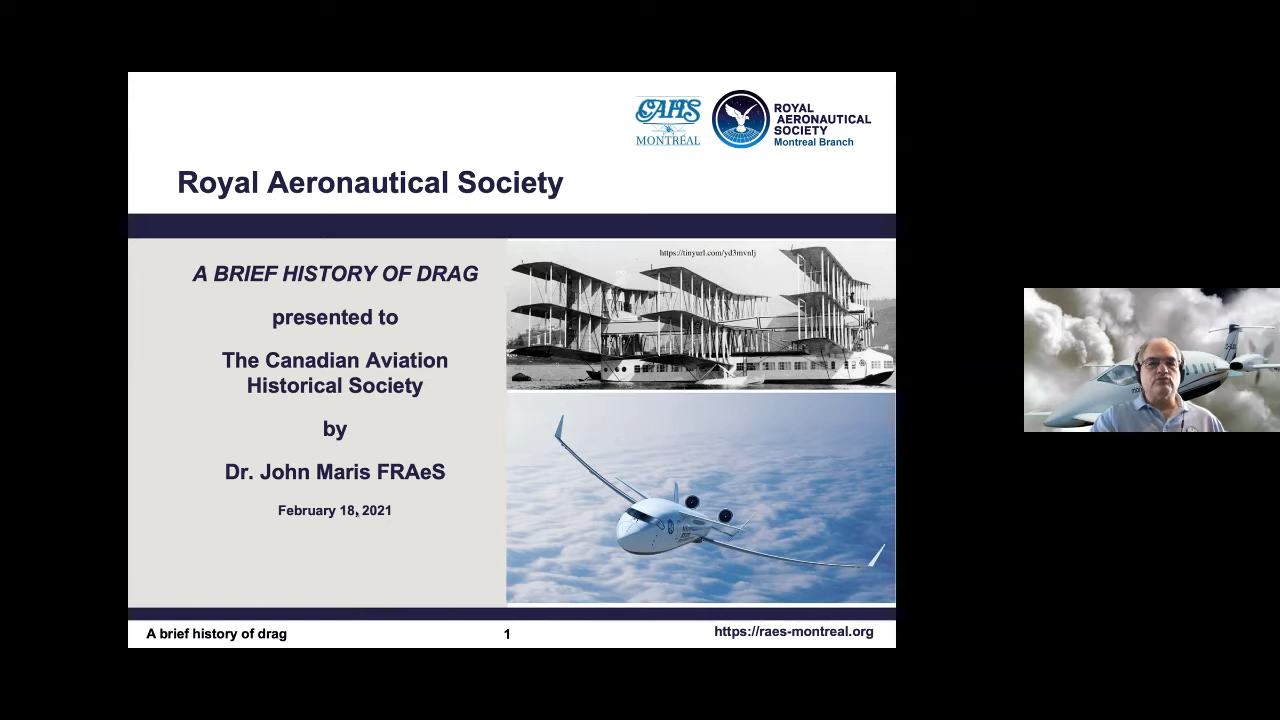 CAHS
MONTRÉAL
ROYAL
AERONAUTICAL
SOCIETY
Montreal Branch
Royal Aeronautical Society
A BRIEF HISTORY OF DRAG
presented to
The Canadian Aviation
Historical Society
by
Dr. John Maris FRAeS
February 18, 2021
https://tinyurl.com/yd3mvnlj
A brief history of drag
1
https://raes-montreal.org